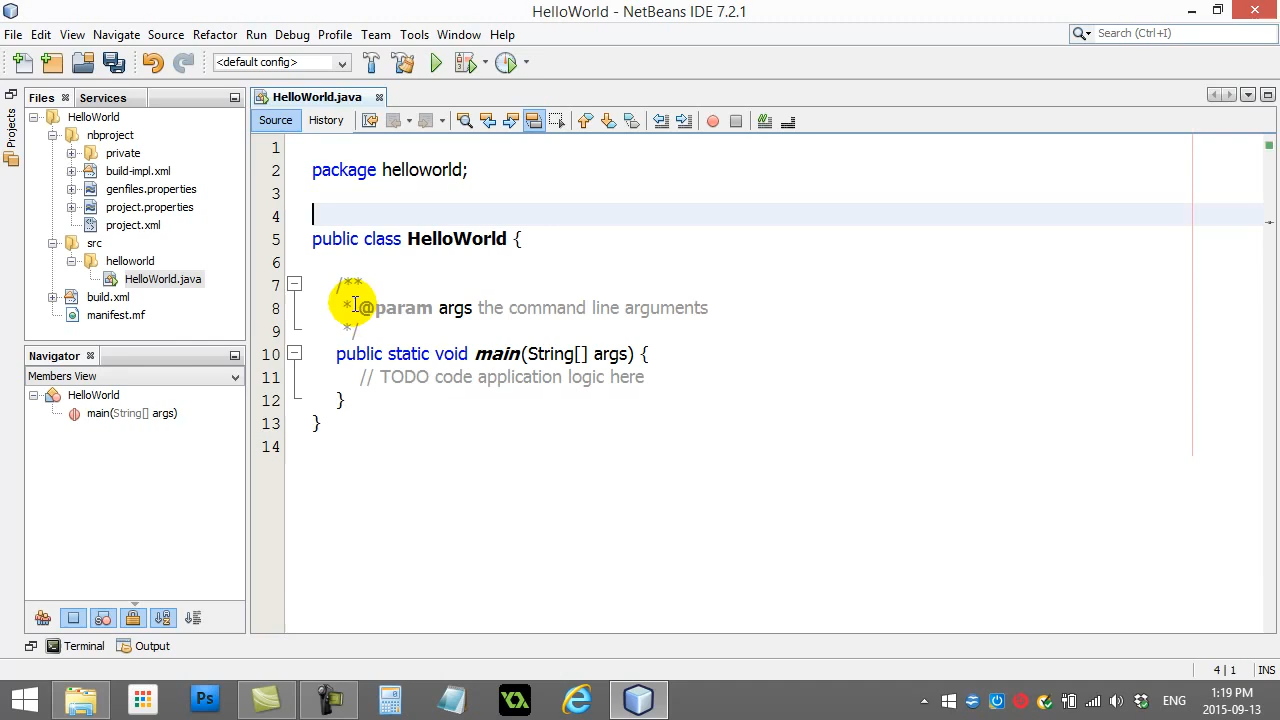 HelloWorld - NetBeans IDE 7.2.1
File Edit View Navigate Source Refactor Run Debug Profile Team Tools Window Help
Search (Ctrl+I)
<default config>
Projects
Files Services
HelloWorld
nbproject
private
build-impl.xml
genfiles.properties
project.properties
project.xml
src
helloworld
HelloWorld.java
build.xml
manifest.mf
Navigator
Members View
HelloWorld
main(String[] args)
HelloWorld.java
Source History
1
2 package helloworld;
3
4
5 public class HelloWorld {
6
7 /**
8 * @param args the command line arguments
9 */
10 public static void main(String[] args) {
11 // TODO code application logic here
12 }
13 }
14
Terminal Output
4 | 1 INS
Ps
ENG
1:19 PM
2015-09-13